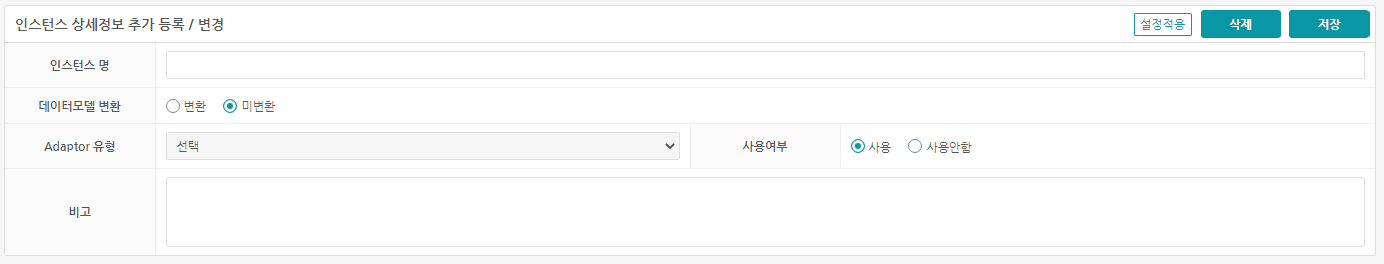 인스턴스 상세정보 추가 등록 / 변경
설정적용
삭제
저장
인스턴스 명
데이터모델 변환
변환
미변환
Adaptor 유형
선택
사용여부
사용
사용안함
비고